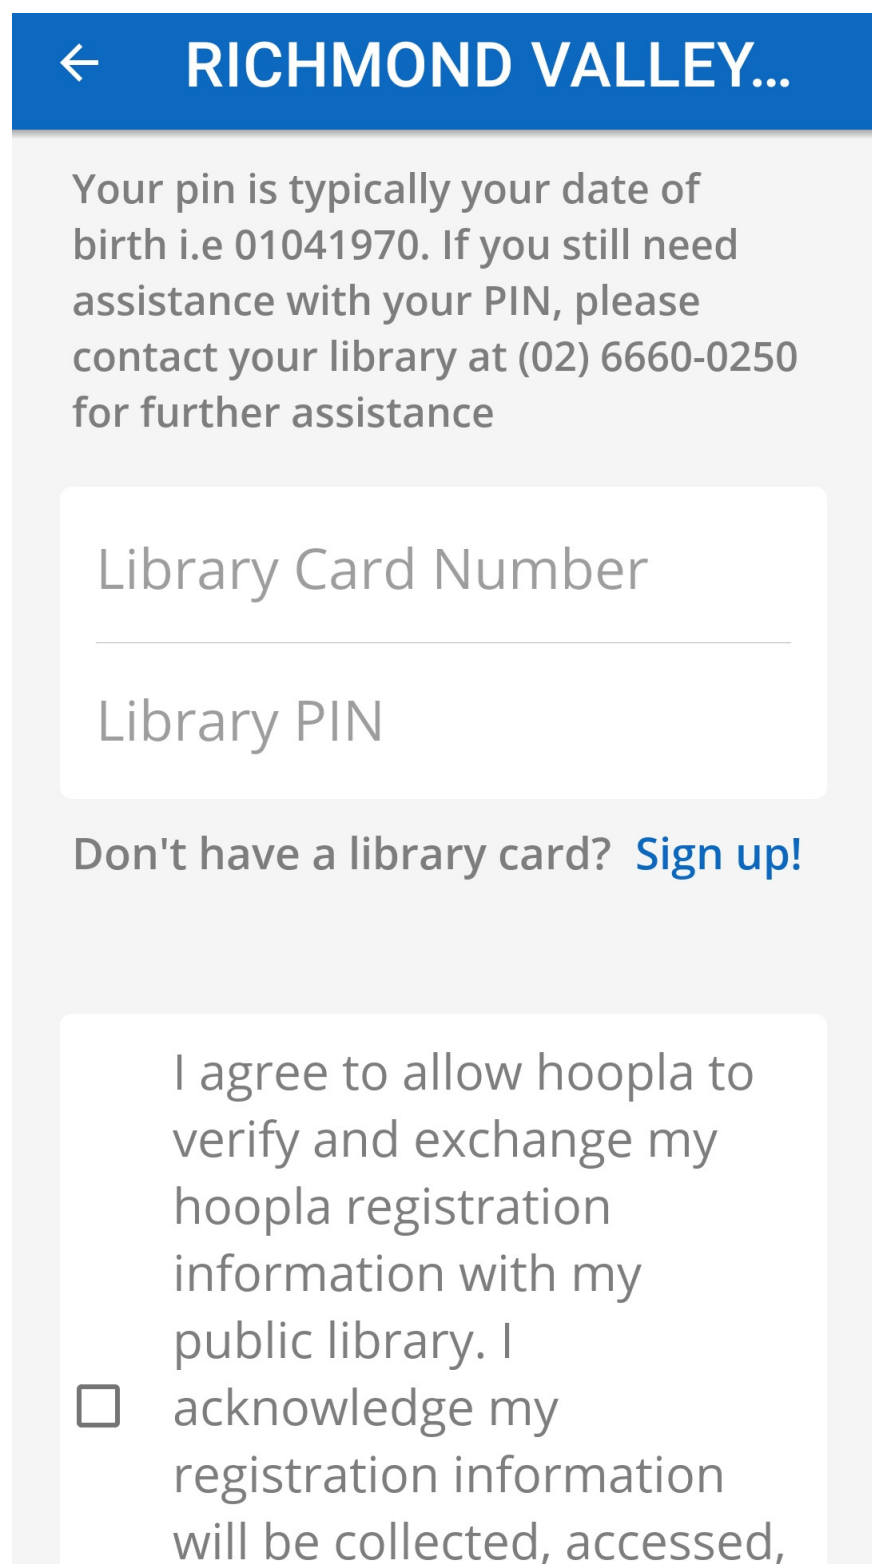 RICHMOND VALLEY...
Your pin is typically your date of
birth i.e 01041970. If you still need
assistance with your PIN, please
contact your library at (02) 6660-0250
for further assistance
Library Card Number
Library PIN
Don't have a library card? Sign up!
I agree to allow hoopla to
verify and exchange my
hoopla registration
information with my
public library. I
acknowledge my
registration information
will be collected, accessed,